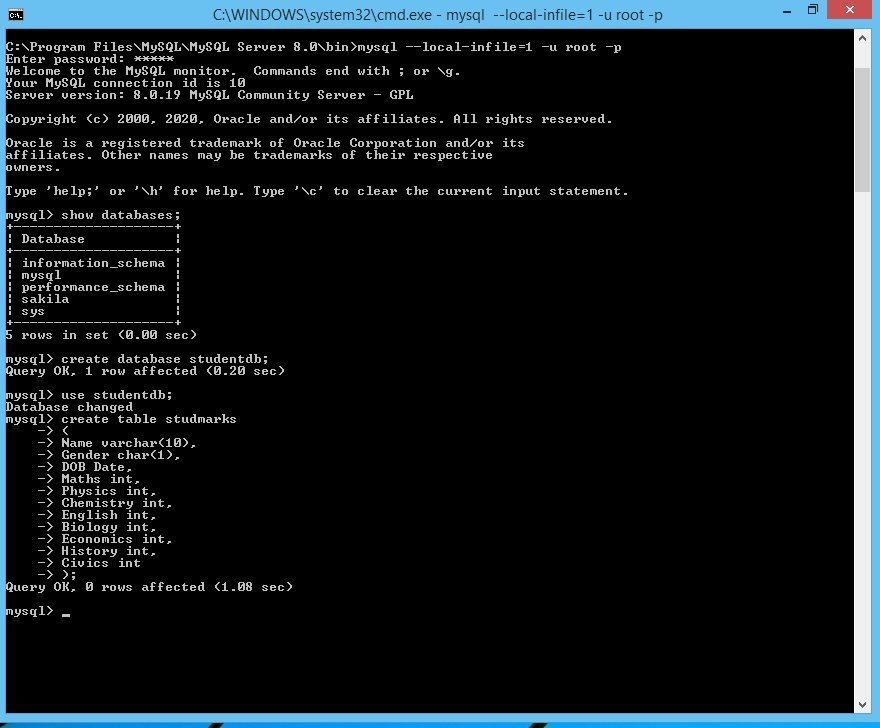 C:\WINDOWS\system32\cmd.exe - mysql --local-infile=1 -u root -p
C:\Program Files\MySQL\MySQL Server 8.0\bin>mysql --local-infile=1 -u root -p
Enter password: *****
Welcome to the MySQL monitor.  Commands end with ; or \g.
Your MySQL connection id is 10
Server version: 8.0.19 MySQL Community Server - GPL
Copyright (c) 2000, 2020, Oracle and/or its affiliates. All rights reserved.
Oracle is a registered trademark of Oracle Corporation and/or its
affiliates. Other names may be trademarks of their respective
owners.
Type 'help;' or '\h' for help. Type '\c' to clear the current input statement.
mysql> show databases;
+--------------------+
| Database           |
+--------------------+
| information_schema |
| mysql              |
| performance_schema |
| sakila             |
| sys                |
+--------------------+
5 rows in set (0.00 sec)
mysql> create database studentdb;
Query OK, 1 row affected (0.20 sec)
mysql> use studentdb;
Database changed
mysql> create table studmarks
    -> (
    -> Name varchar(10),
    -> Gender char(1),
    -> DOB Date,
    -> Maths int,
    -> Physics int,
    -> Chemistry int,
    -> English int,
    -> Biology int,
    -> Economics int,
    -> History int,
    -> Civics int
    -> );
Query OK, 0 rows affected (1.08 sec)
mysql> _